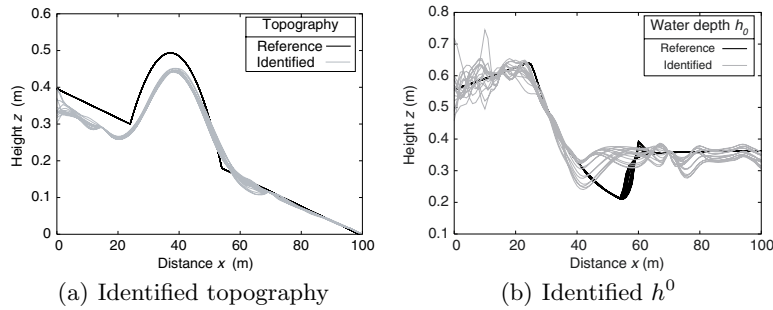 Topography
Reference
Identified
0.6
0.5
0.4
0.3
0.2
0.1
0
Height z (m)
0
20
40
60
80
100
Distance x (m)
(a) Identified topography
Water depth h0
Reference
Identified
0.8
0.7
0.6
0.5
0.4
0.3
0.2
0.1
Height z (m)
0
20
40
60
80
100
Distance x (m)
(b) Identified h⁰